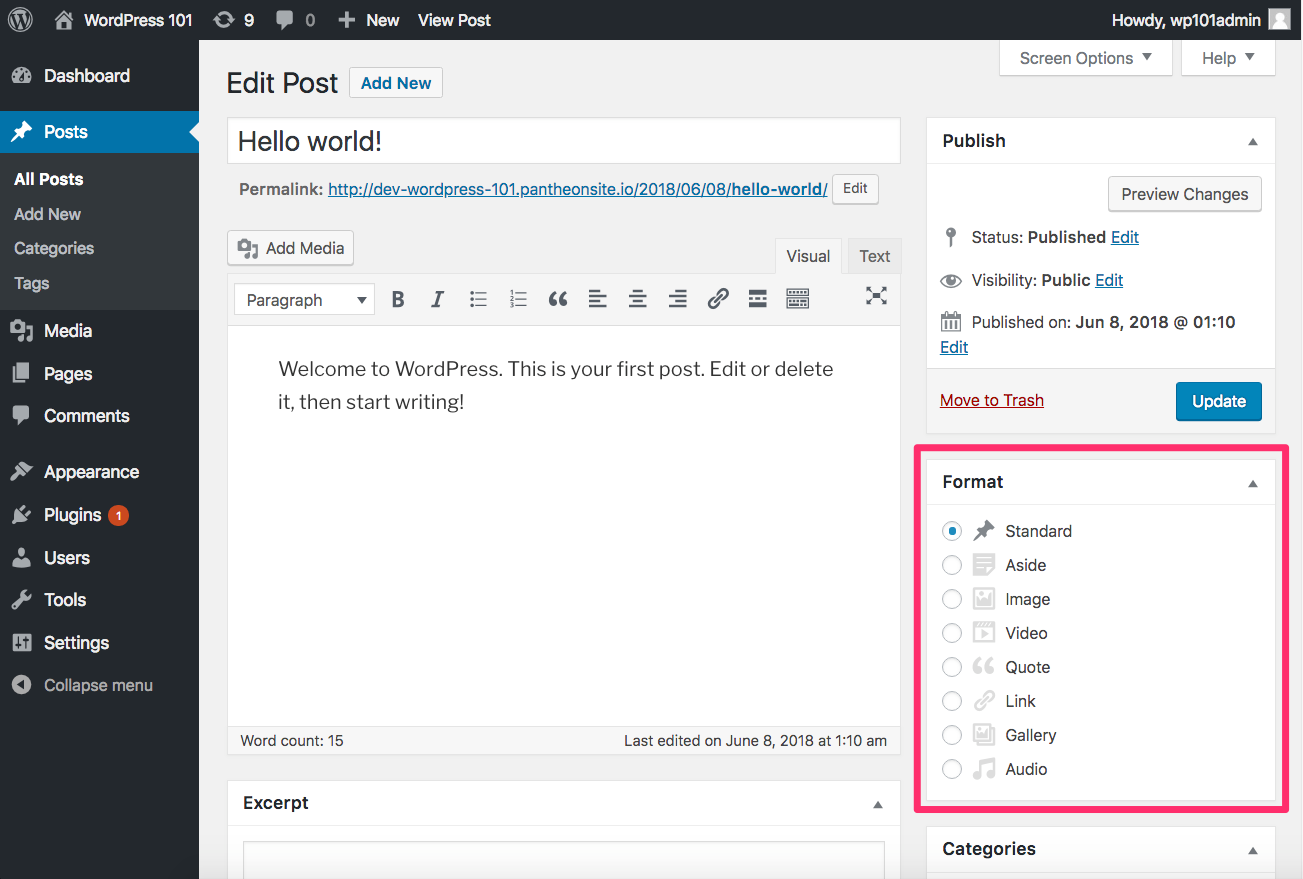 WordPress 101 9 0 New View Post Howdy, wp101admin
Dashboard
Posts
All Posts
Add New
Categories
Tags
Media
Pages
Comments
Appearance
Plugins 1
Users
Tools
Settings
Collapse menu
Screen Options Help
Edit Post Add New
Hello world!
Permalink: http://dev-wordpress-101.pantheonsite.io/2018/06/08/hello-world/ Edit
Add Media
Visual Text
Paragraph B I
Welcome to WordPress. This is your first post. Edit or delete
it, then start writing!
Word count: 15 Last edited on June 8, 2018 at 1:10 am
Excerpt
Publish
Preview Changes
Status: Published Edit
Visibility: Public Edit
Published on: Jun 8, 2018 @ 01:10
Edit
Move to Trash Update
Format
Standard
Aside
Image
Video
Quote
Link
Gallery
Audio
Categories